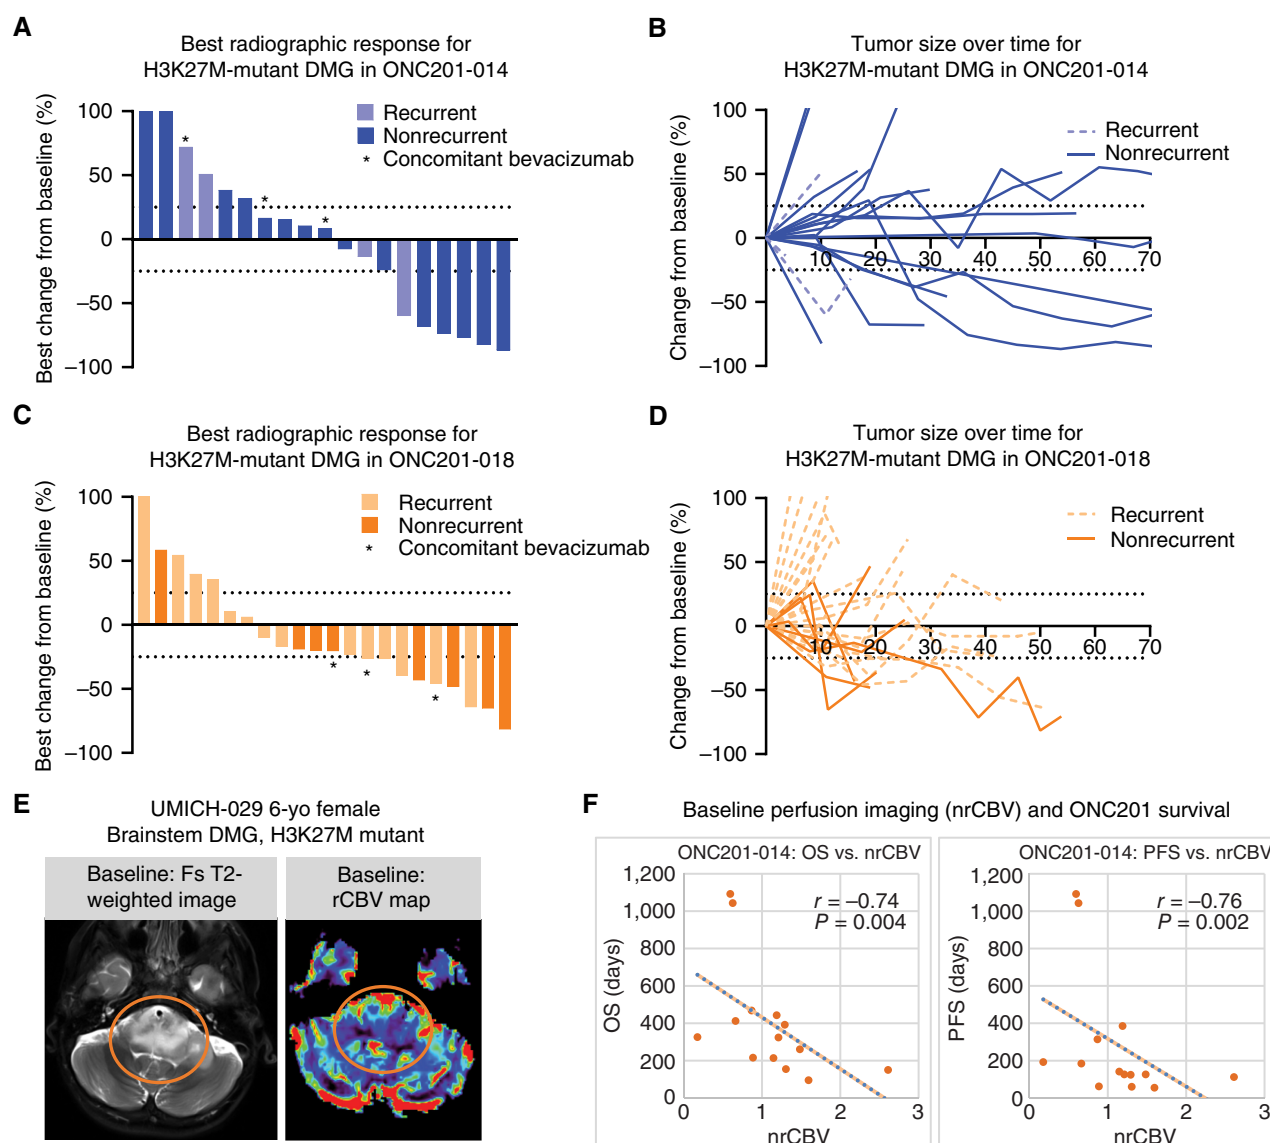 A
Best radiographic response for
H3K27M-mutant DMG in ONC201-014
Best change from baseline (%)
100
50
0
–50
–100
Recurrent
Nonrecurrent
* Concomitant bevacizumab
*
*
*
B
Tumor size over time for
H3K27M-mutant DMG in ONC201-014
Change from baseline (%)
100
50
0
–50
–100
10 20 30 40 50 60 70
Recurrent
Nonrecurrent
C
Best radiographic response for
H3K27M-mutant DMG in ONC201-018
Best change from baseline (%)
100
50
0
–50
–100
Recurrent
Nonrecurrent
* Concomitant bevacizumab
*
*
*
D
Tumor size over time for
H3K27M-mutant DMG in ONC201-018
Change from baseline (%)
100
50
0
–50
–100
10 20 30 40 50 60 70
Recurrent
Nonrecurrent
E
UMICH-029 6-yo female
Brainstem DMG, H3K27M mutant
Baseline: Fs T2-
weighted image
Baseline:
rCBV map
F
Baseline perfusion imaging (nrCBV) and ONC201 survival
ONC201-014: OS vs. nrCBV
OS (days)
1,200
1,000
800
600
400
200
0
r = –0.74
P = 0.004
0 1 2 3
nrCBV
ONC201-014: PFS vs. nrCBV
PFS (days)
1,200
1,000
800
600
400
200
0
r = –0.76
P = 0.002
0 1 2 3
nrCBV